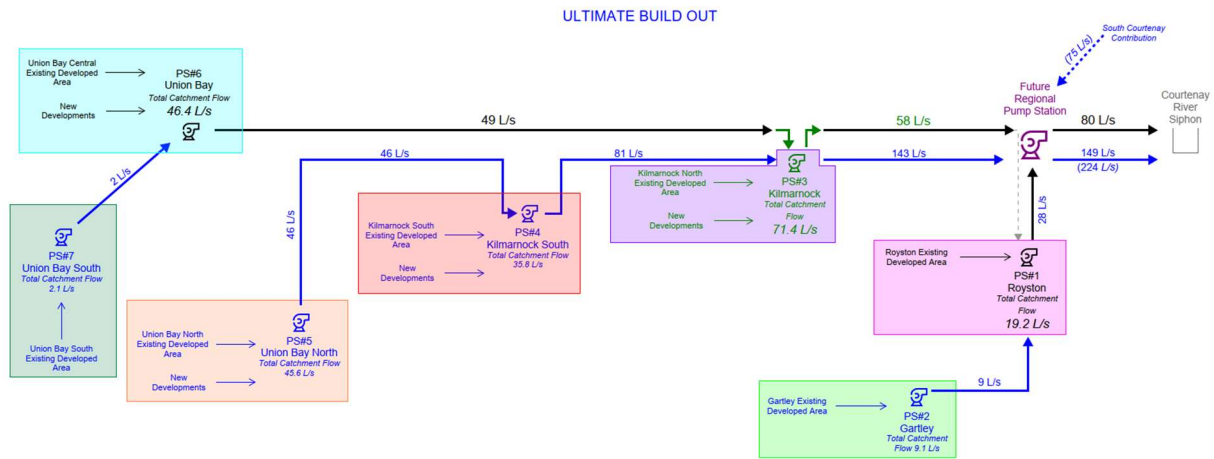 ULTIMATE BUILD OUT
South Courtenay
Contribution
(75 L/s)
Union Bay Central
Existing Developed
Area
New
Developments
PS#6
Union Bay
Total Catchment Flow
46.4 L/s
49 L/s
58 L/s
Future
Regional
Pump Station
80 L/s
149 L/s
(224 L/s)
Courtenay
River
Siphon
2 L/s
46 L/s
46 L/s
81 L/s
143 L/s
Kilmarnock North
Existing Developed
Area
New
Developments
PS#3
Kilmarnock
Total Catchment
Flow
71.4 L/s
28 L/s
PS#7
Union Bay South
Total Catchment Flow
2.1 L/s
Union Bay South
Existing Developed
Area
Kilmarnock South
Existing Developed
Area
New
Developments
PS#4
Kilmarnock South
Total Catchment Flow
35.8 L/s
Royston Existing
Developed Area
PS#1
Royston
Total Catchment
Flow
19.2 L/s
Union Bay North
Existing Developed
Area
New
Developments
PS#5
Union Bay North
Total Catchment Flow
45.6 L/s
9 L/s
Gartley Existing
Developed Area
PS#2
Gartley
Total Catchment
Flow 9.1 L/s